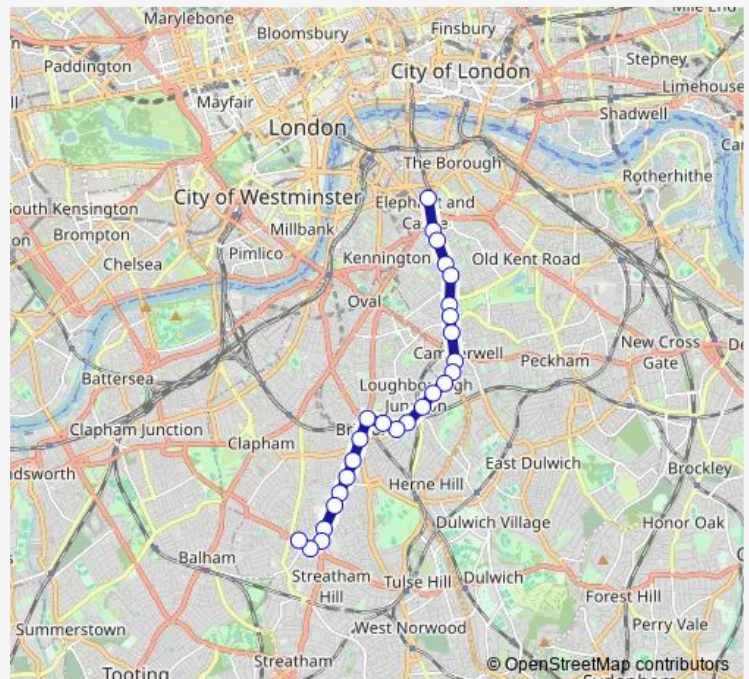 Marylebone
Bloomsbury
Finsbury
Mile End
Paddington
City of London
Stepney
Limehouse
Mayfair
Shadwell
London
The Borough
Rotherhithe
City of Westminster
Elephant and
Castle
South Kensington
Brompton
Millbank
Chelsea
Pimlico
Kennington
Old Kent Road
Oval
New Cross
Gate
Camberwell
Peckham
Battersea
Loughborough
Junction
Clapham Junction
Clapham
East Dulwich
Brockley
Herne Hill
Dulwich Village
Honor Oak
Balham
Streatham
Hill
Tulse Hill
Dulwich
Forest Hill
Summerstown
West Norwood
Perry Vale
Streatham
Tooting
© OpenStreetMap contributors